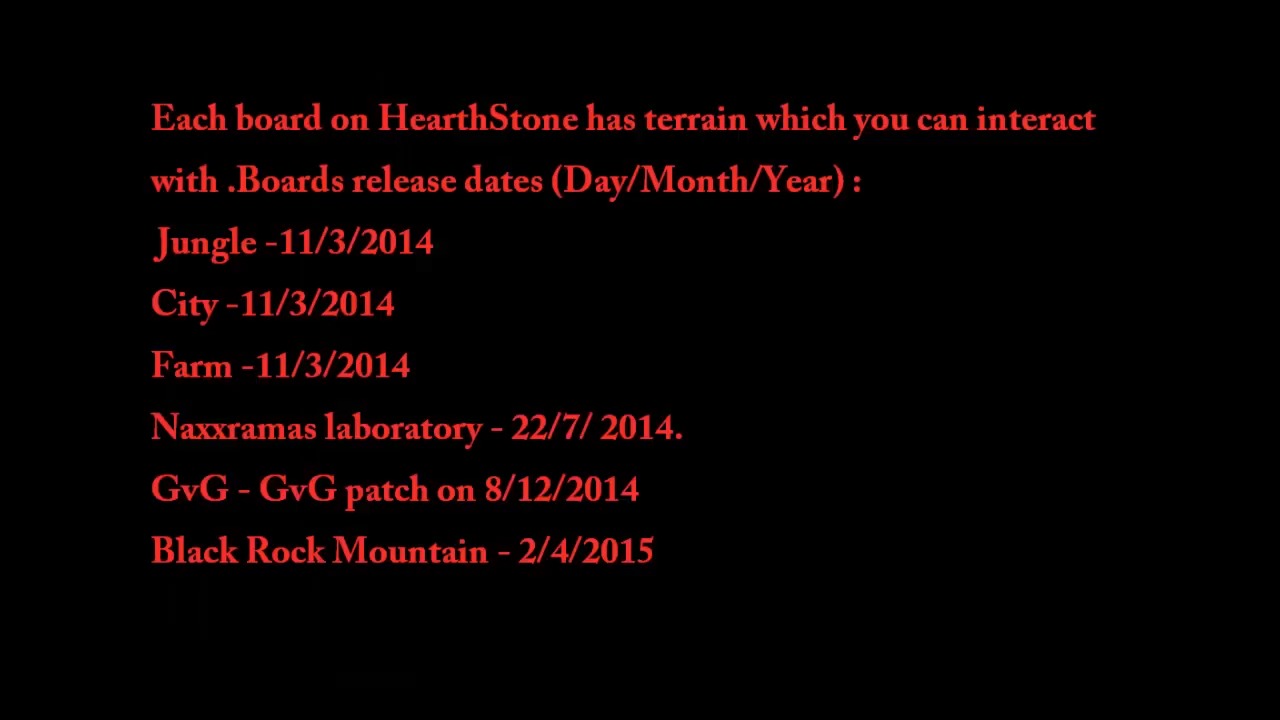 Each board on HearthStone has terrain which you can interact
with .Boards release dates (Day/Month/Year) :
Jungle -11/3/2014
City -11/3/2014
Farm -11/3/2014
Naxxramas laboratory - 22/7/ 2014.
GvG - GvG patch on 8/12/2014
Black Rock Mountain - 2/4/2015